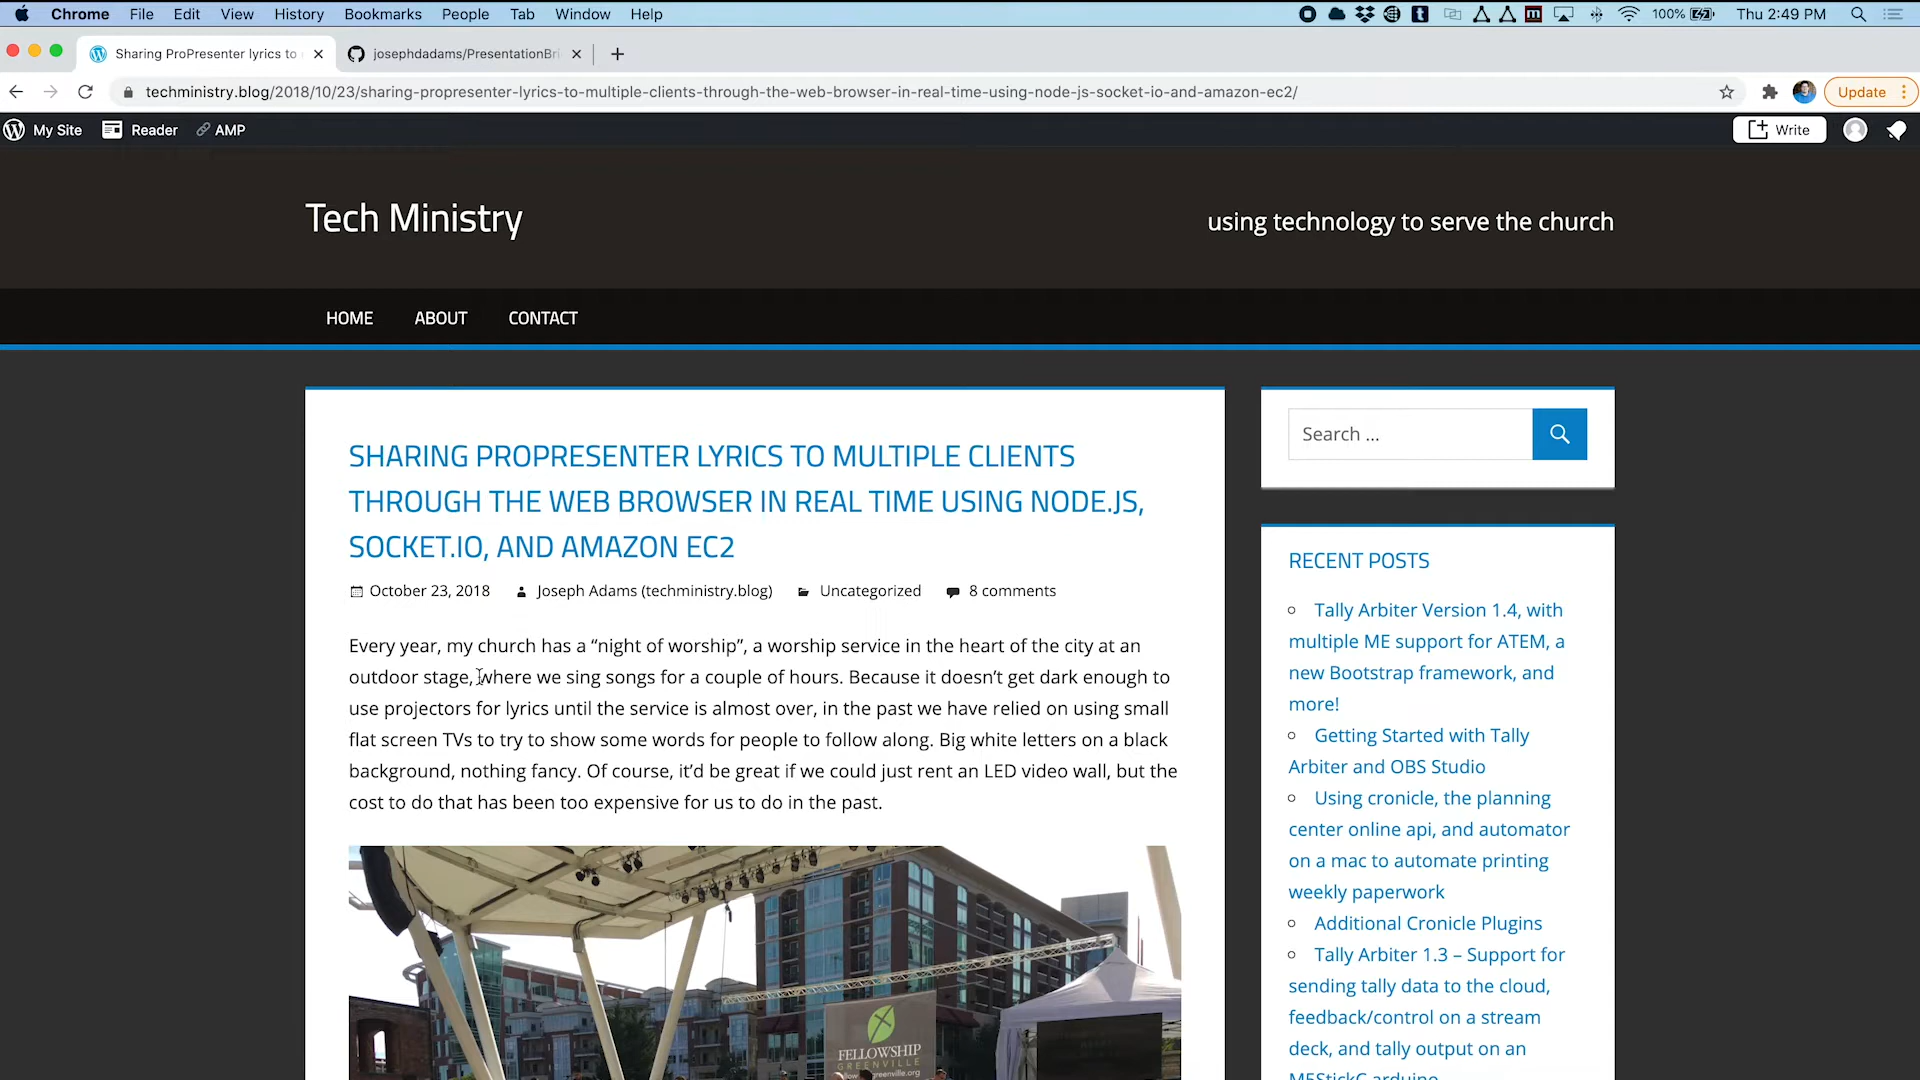 Chrome File Edit View History Bookmarks People Tab Window Help 100% Thu 2:49 PM
Sharing ProPresenter lyrics to josephdadams/PresentationBri
techministry.blog/2018/10/23/sharing-propresenter-lyrics-to-multiple-clients-through-the-web-browser-in-real-time-using-node-js-socket-io-and-amazon-ec2/ Update
My Site Reader AMP Write
Tech Ministry
using technology to serve the church
HOME ABOUT CONTACT
SHARING PROPRESENTER LYRICS TO MULTIPLE CLIENTS
THROUGH THE WEB BROWSER IN REAL TIME USING NODE.JS,
SOCKET.IO, AND AMAZON EC2
October 23, 2018 Joseph Adams (techministry.blog) Uncategorized 8 comments
Every year, my church has a “night of worship”, a worship service in the heart of the city at an
outdoor stage, where we sing songs for a couple of hours. Because it doesn’t get dark enough to
use projectors for lyrics until the service is almost over, in the past we have relied on using small
flat screen TVs to try to show some words for people to follow along. Big white letters on a black
background, nothing fancy. Of course, it’d be great if we could just rent an LED video wall, but the
cost to do that has been too expensive for us to do in the past.
FELLOWSHIP
GREENVILLE
Search ...
RECENT POSTS
Tally Arbiter Version 1.4, with
multiple ME support for ATEM, a
new Bootstrap framework, and
more!
Getting Started with Tally
Arbiter and OBS Studio
Using cronicle, the planning
center online api, and automator
on a mac to automate printing
weekly paperwork
Additional Cronicle Plugins
Tally Arbiter 1.3 – Support for
sending tally data to the cloud,
feedback/control on a stream
deck, and tally output on an